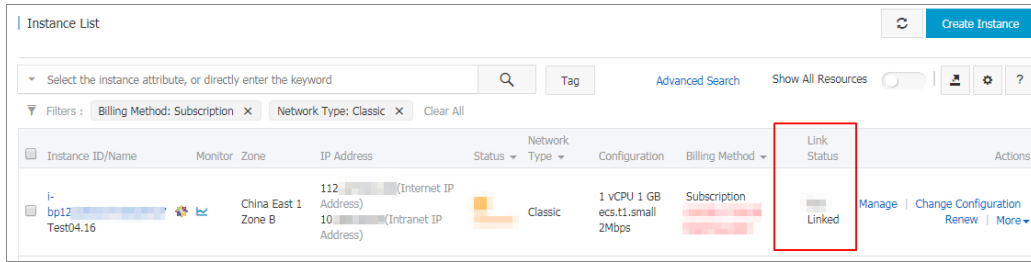 Instance List
Create Instance
Select the instance attribute, or directly enter the keyword
Tag
Advanced Search
Show All Resources
?
Filters :
Billing Method: Subscription ✕
Network Type: Classic ✕
Clear All
Instance ID/Name
Monitor
Zone
IP Address
Status
Network
Type
Configuration
Billing Method
Link
Status
Actions
i-
bp12
Test04.16
China East 1
Zone B
112. (Internet IP
Address)
10 (Intranet IP
Address)
Classic
1 vCPU 1 GB
ecs.t1.small
2Mbps
Subscription
Linked
Manage | Change Configuration
Renew | More